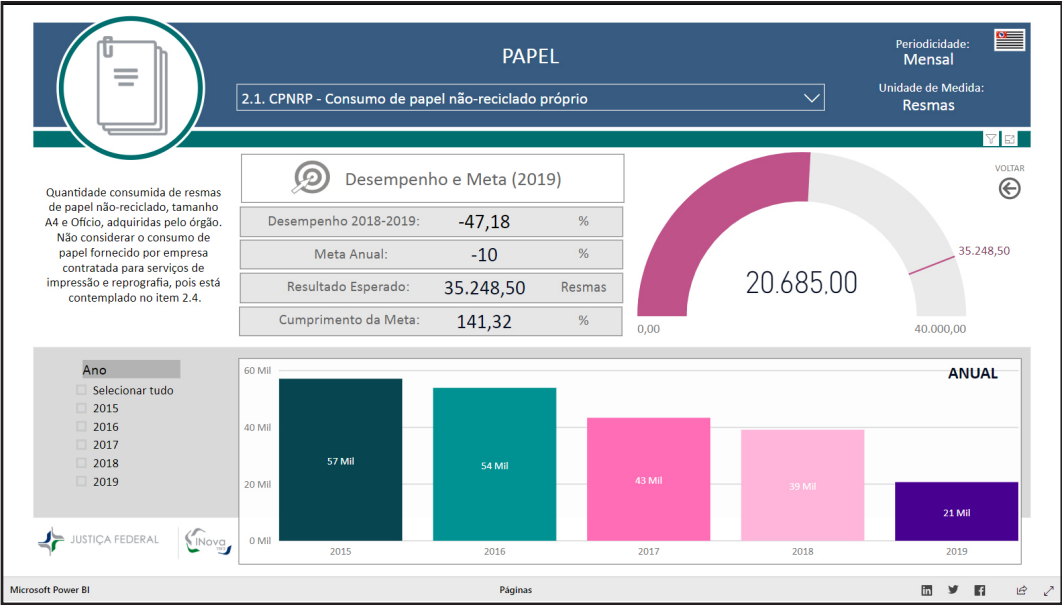 PAPEL
Periodicidade:
Mensal
2.1. CPNRP - Consumo de papel não-reciclado próprio
Unidade de Medida:
Resmas
Quantidade consumida de resmas
de papel não-reciclado, tamanho
A4 e Ofício, adquiridas pelo órgão.
Não considerar o consumo de
papel fornecido por empresa
contratada para serviços de
impressão e reprografia, pois está
contemplado no item 2.4.
Desempenho e Meta (2019)
Desempenho 2018-2019: -47,18 %
Meta Anual: -10 %
Resultado Esperado: 35.248,50 Resmas
Cumprimento da Meta: 141,32 %
VOLTAR
35.248,50
20.685,00
0,00
40.000,00
Ano
Selecionar tudo
2015
2016
2017
2018
2019
ANUAL
60 Mil
40 Mil
20 Mil
0 Mil
57 Mil
54 Mil
43 Mil
39 Mil
21 Mil
2015
2016
2017
2018
2019
JUSTIÇA FEDERAL
INova
Microsoft Power BI
Páginas